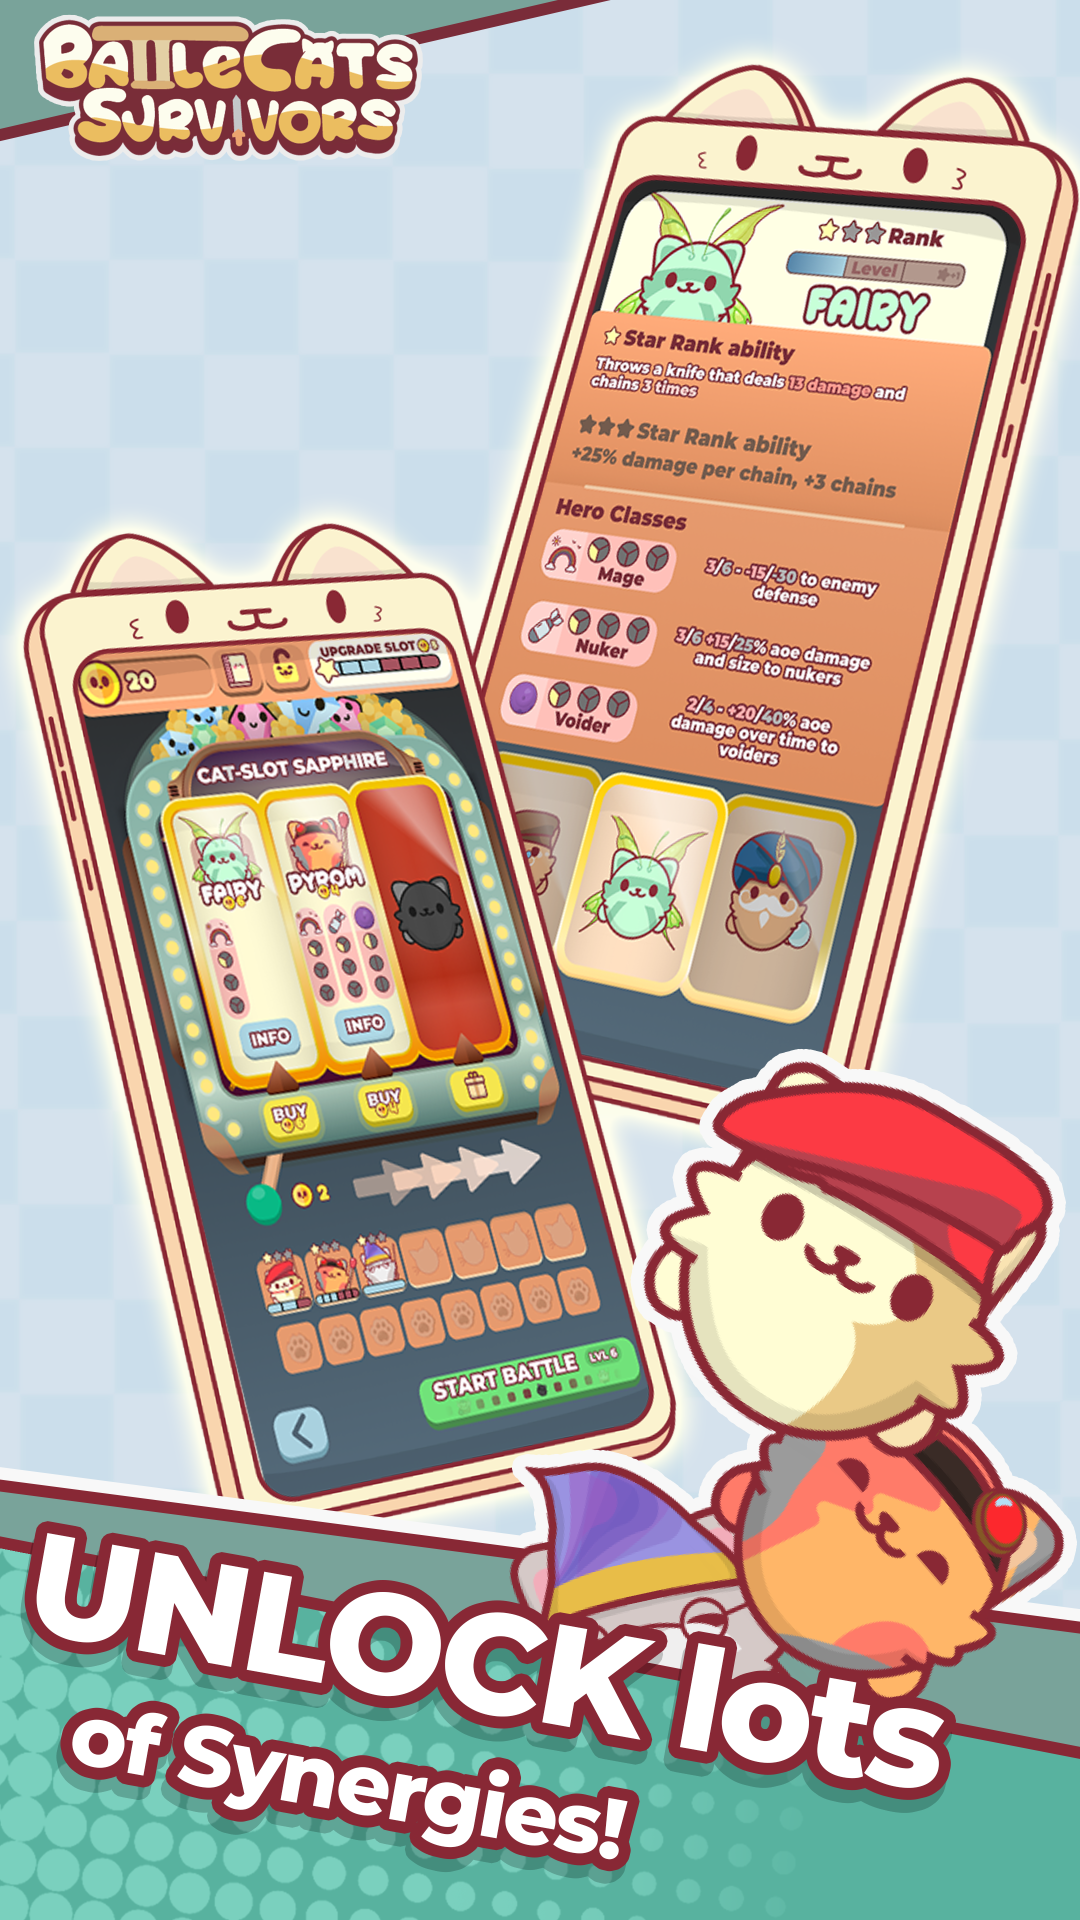 BATTLECATS
SURVIVORS
Rank
Level
+1
FAIRY
Star Rank ability
Throws a knife that deals 13 damage and
chains 3 times
Star Rank ability
+25% damage per chain, +3 chains
Hero Classes
Mage
3/6 - -15/-30 to enemy
defense
Nuker
3/6 +15/25% aoe damage
and size to nukers
Voider
2/4 - +20/40% aoe
damage over time to
voiders
20
UPGRADE SLOT
CAT-SLOT SAPPHIRE
FAIRY
PYROM
INFO
INFO
BUY
BUY
2
START BATTLE LVL 6
UNLOCK lots
of Synergies!